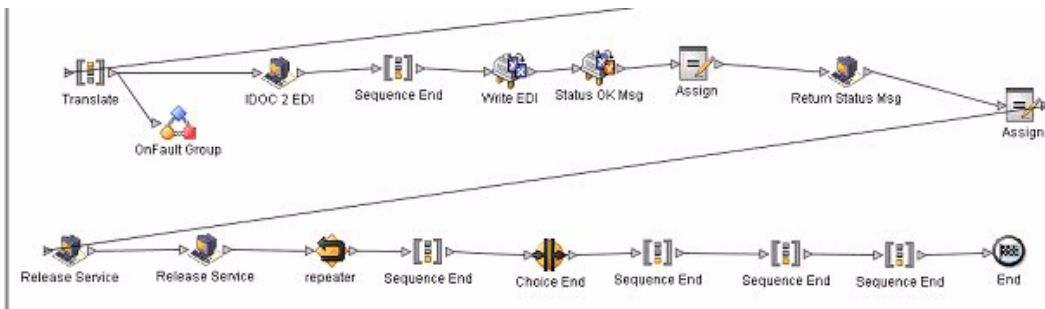 Translate
IDOC 2 EDI
Sequence End
Write EDI
Status OK Msg
Assign
Return Status Msg
Assign
OnFault Group
Release Service
Release Service
repeater
Sequence End
Choice End
Sequence End
Sequence End
Sequence End
End